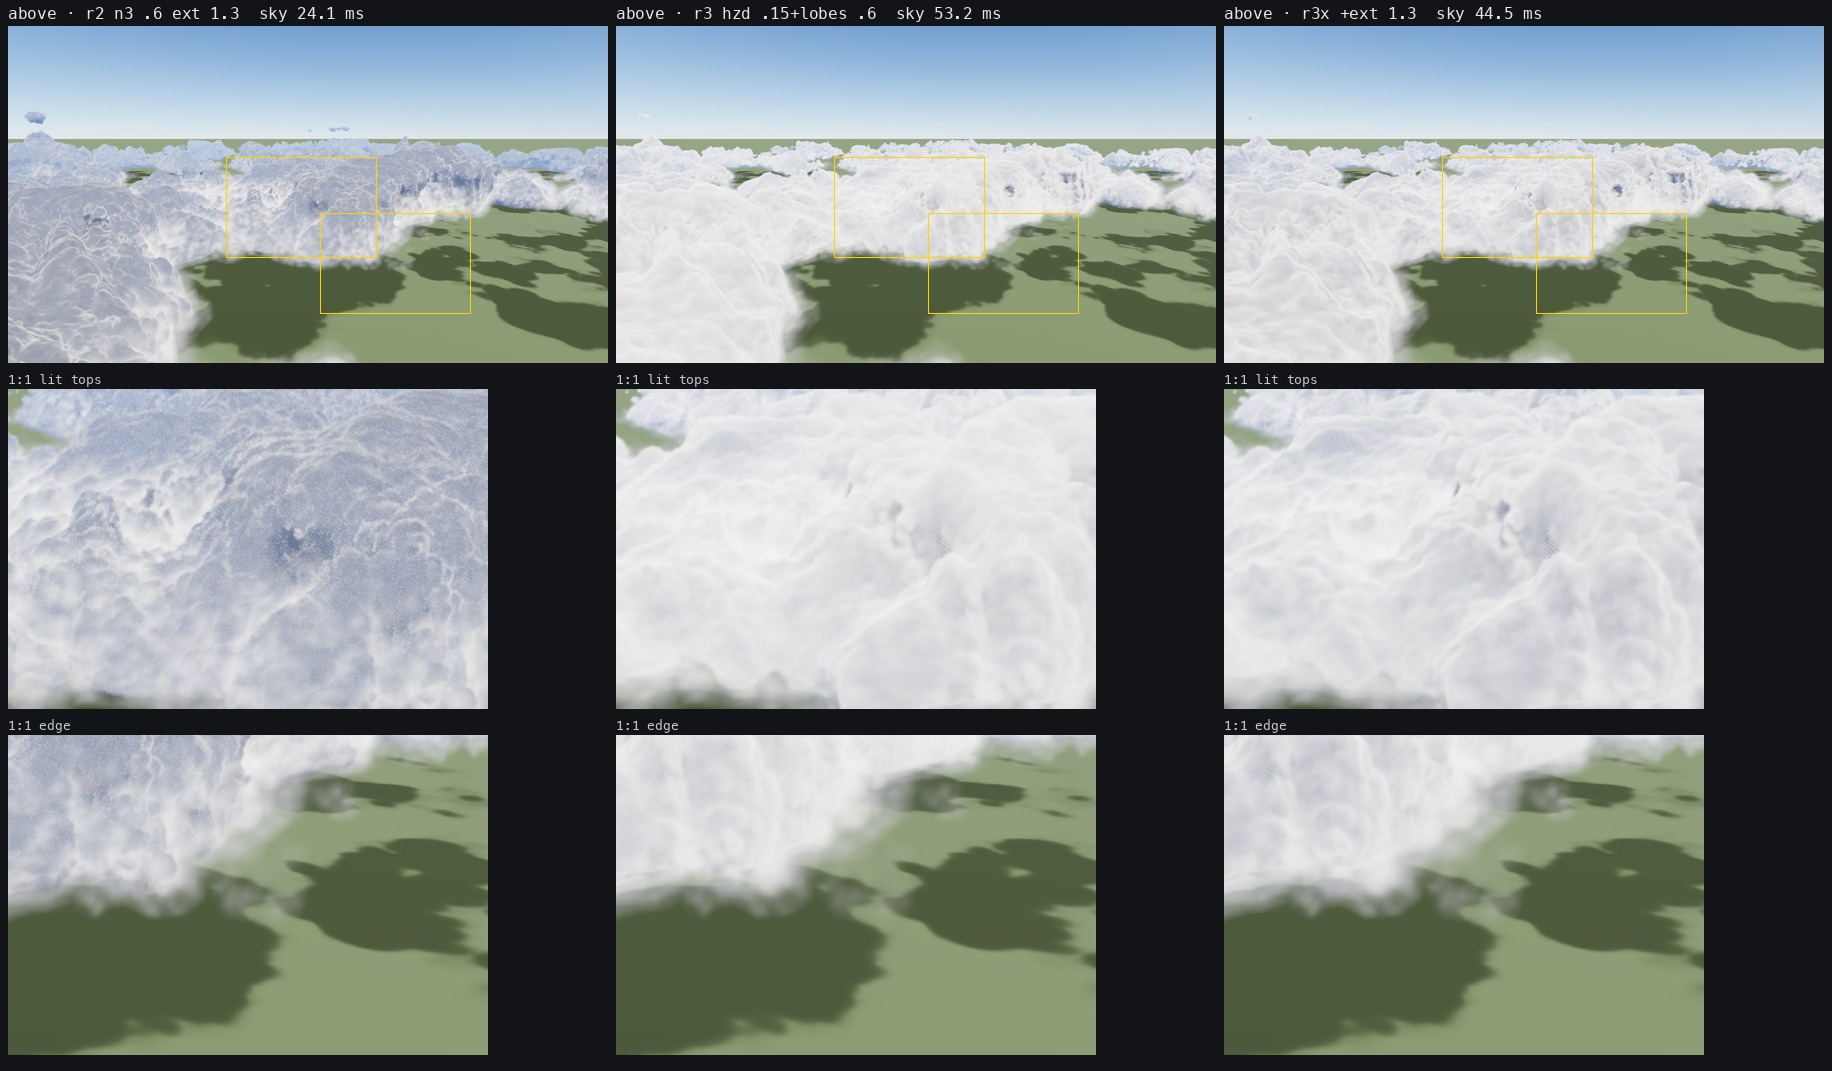 above · r2 n3 .6 ext 1.3  sky 24.1 ms
above · r3 hzd .15+lobes .6  sky 53.2 ms
above · r3x +ext 1.3  sky 44.5 ms
1:1 lit tops
1:1 lit tops
1:1 lit tops
1:1 edge
1:1 edge
1:1 edge